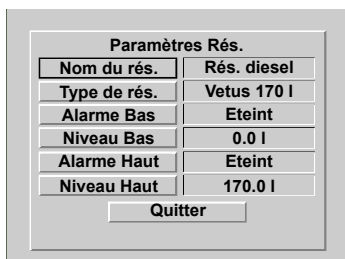 Paramètres Rés.
Nom du rés. Rés. diesel
Type de rés. Vetus 170 l
Alarme Bas Eteint
Niveau Bas 0.0 l
Alarme Haut Eteint
Niveau Haut 170.0 l
Quitter